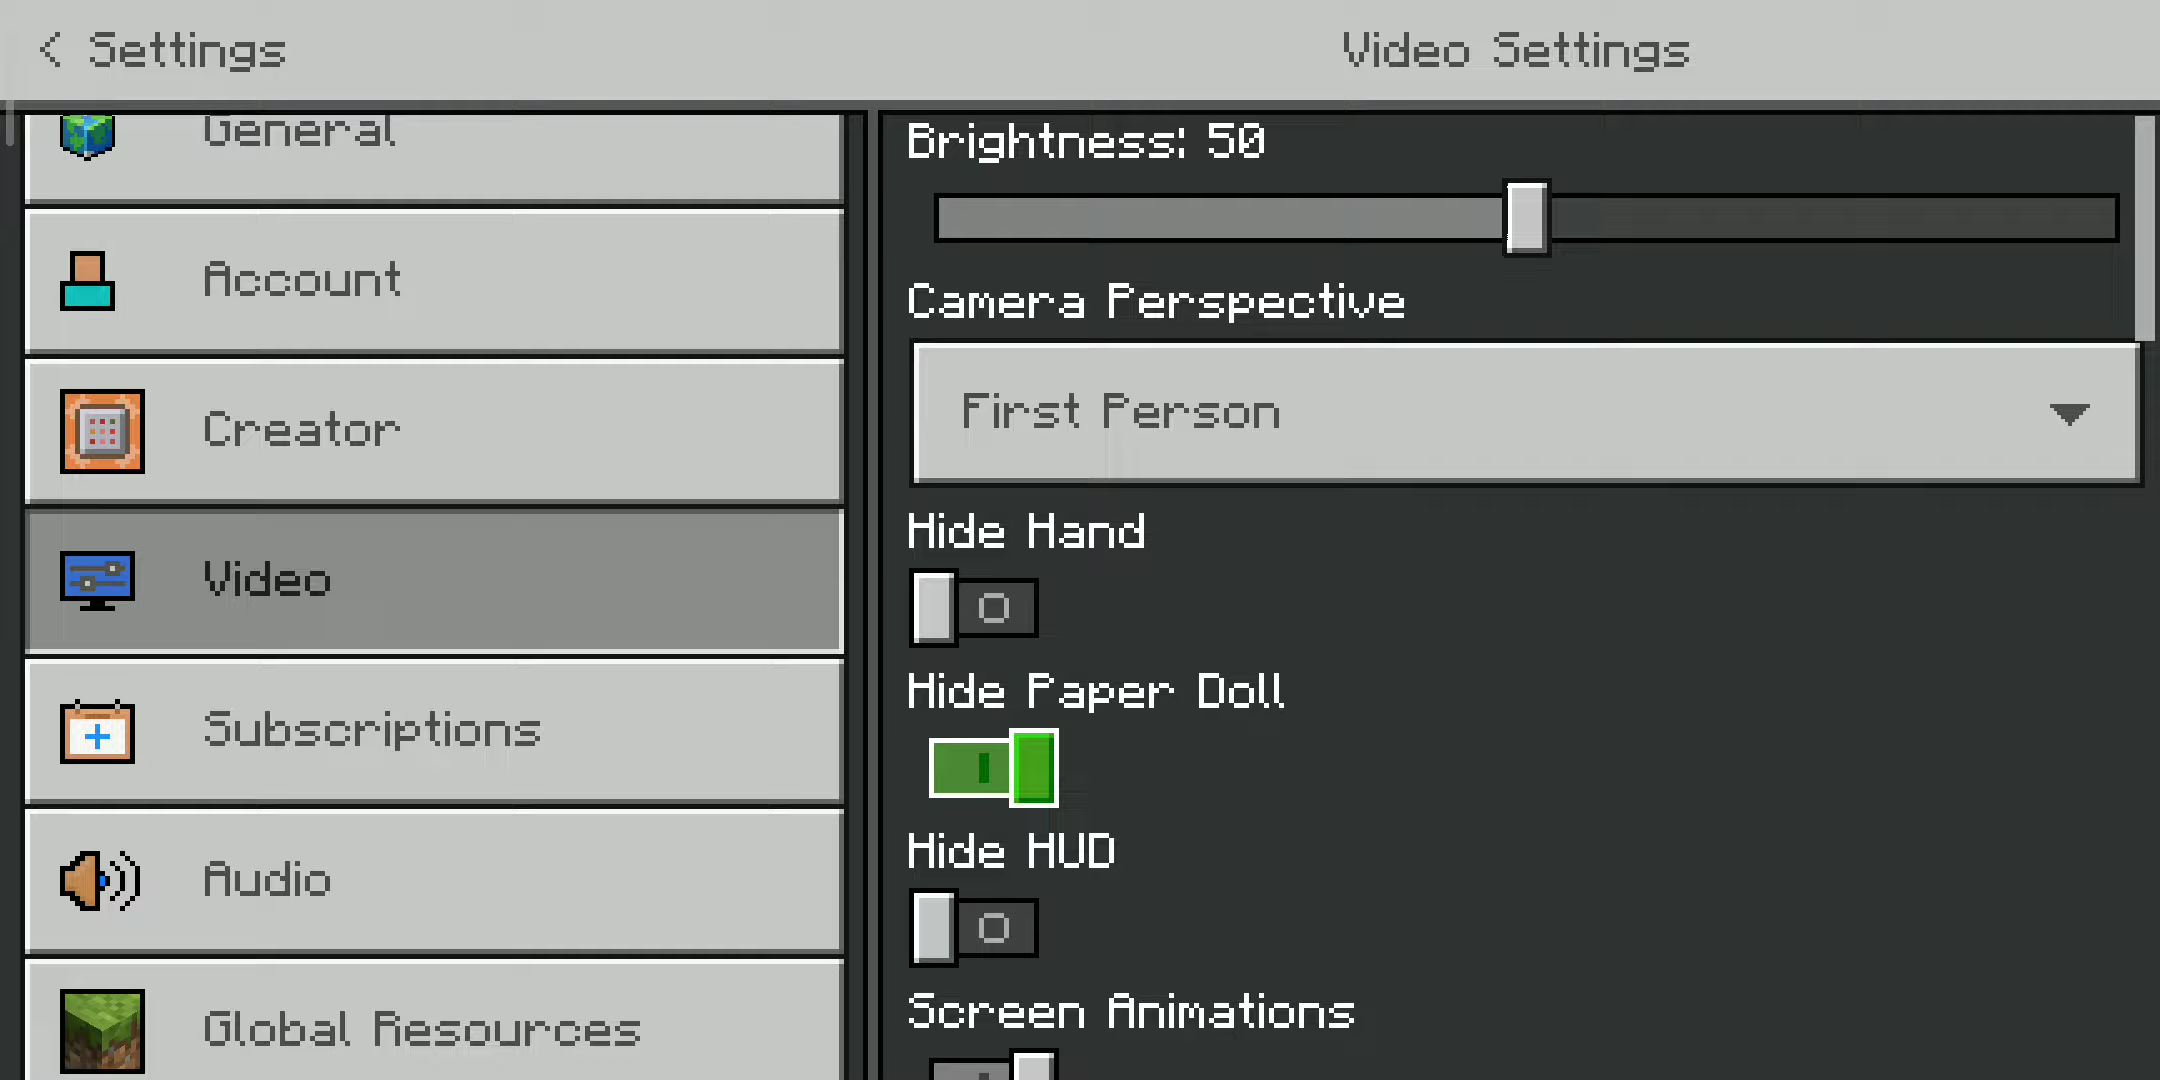 < Settings
Video Settings
General
Account
Creator
Video
Subscriptions
Audio
Global Resources
Brightness: 50
Camera Perspective
First Person
Hide Hand
Hide Paper Doll
Hide HUD
Screen Animations